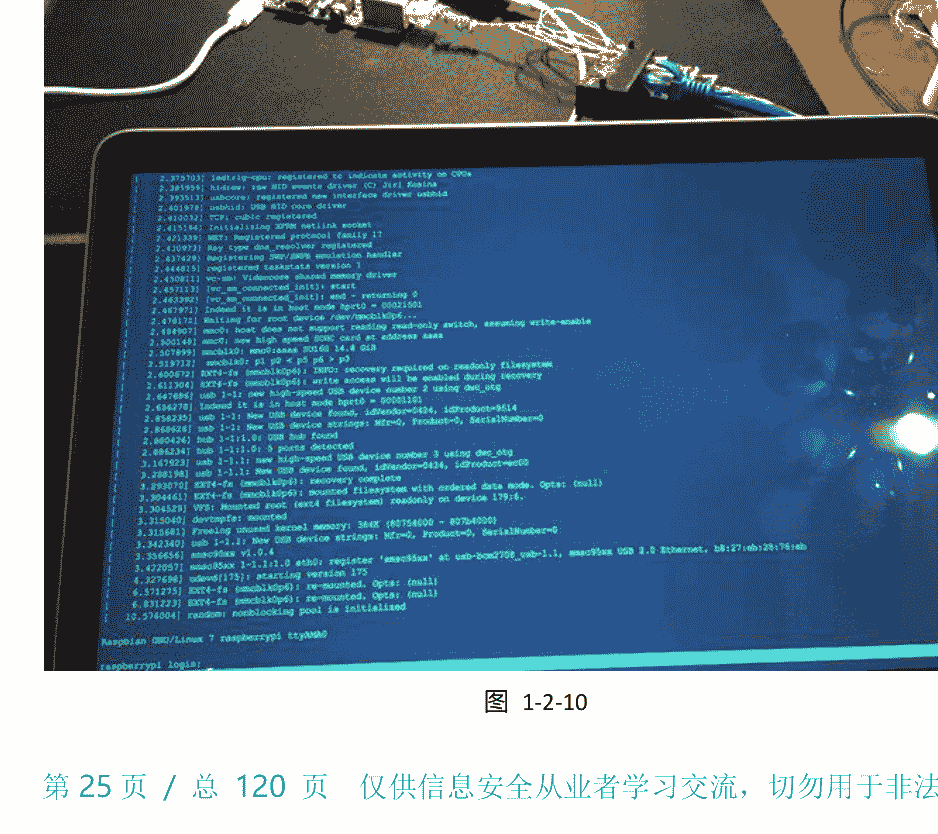 [ 2.375703] ledtrig-cpu: registered to indicate activity on CPUs
[ 2.385959] hidraw: raw HID events driver (C) Jiri Kosina
[ 2.393513] usbcore: registered new interface driver usbhid
[ 2.401978] usbhid: USB HID core driver
[ 2.410032] TCP: cubic registered
[ 2.415184] Initializing XFRM netlink socket
[ 2.421339] NET: Registered protocol family 17
[ 2.430973] Key type dns_resolver registered
[ 2.437429] Registering SWP/SWPB emulation handler
[ 2.444815] registered taskstats version 1
[ 2.450811] vc-sm: Videocore shared memory driver
[ 2.457113] [vc_sm_connected_init]: start
[ 2.463392] [vc_sm_connected_init]: end - returning 0
[ 2.467971] Indeed it is in host mode hprt0 = 00021501
[ 2.478172] Waiting for root device /dev/mmcblk0p6...
[ 2.484907] mmc0: host does not support reading read-only switch, assuming write-enable
[ 2.500148] mmc0: new high speed SDHC card at address aaaa
[ 2.507899] mmcblk0: mmc0:aaaa SU16G 14.8 GiB
[ 2.519712] mmcblk0: p1 p2 < p5 p6 > p3
[ 2.600672] EXT4-fs (mmcblk0p6): INFO: recovery required on readonly filesystem
[ 2.611304] EXT4-fs (mmcblk0p6): write access will be enabled during recovery
[ 2.647686] usb 1-1: new high-speed USB device number 2 using dwc_otg
[ 2.656278] Indeed it is in host mode hprt0 = 00001101
[ 2.858235] usb 1-1: New USB device found, idVendor=0424, idProduct=9514
[ 2.868628] usb 1-1: New USB device strings: Mfr=0, Product=0, SerialNumber=0
[ 2.880426] hub 1-1:1.0: USB hub found
[ 2.886234] hub 1-1:1.0: 5 ports detected
[ 3.167923] usb 1-1.1: new high-speed USB device number 3 using dwc_otg
[ 3.288198] usb 1-1.1: New USB device found, idVendor=0424, idProduct=ec00
[ 3.293070] EXT4-fs (mmcblk0p6): recovery complete
[ 3.304461] EXT4-fs (mmcblk0p6): mounted filesystem with ordered data mode. Opts: (null)
[ 3.304529] VFS: Mounted root (ext4 filesystem) readonly on device 179:6.
[ 3.315040] devtmpfs: mounted
[ 3.315681] Freeing unused kernel memory: 384K (80754000 - 807b4000)
[ 3.342340] usb 1-1.1: New USB device strings: Mfr=0, Product=0, SerialNumber=0
[ 3.356656] smsc95xx v1.0.4
[ 3.422057] smsc95xx 1-1.1:1.0 eth0: register 'smsc95xx' at usb-bcm2708_usb-1.1, smsc95xx USB 2.0 Ethernet, b8:27:eb:28:76:eb
[ 4.327698] udevd[175]: starting version 175
[ 6.571275] EXT4-fs (mmcblk0p6): re-mounted. Opts: (null)
[ 6.831223] EXT4-fs (mmcblk0p6): re-mounted. Opts: (null)
[ 10.576004] random: nonblocking pool is initialized
Raspbian GNU/Linux 7 raspberrypi ttyAMA0
raspberrypi login:
图 1-2-10
第 25 页 / 总 120 页 仅供信息安全从业者学习交流，切勿用于非法